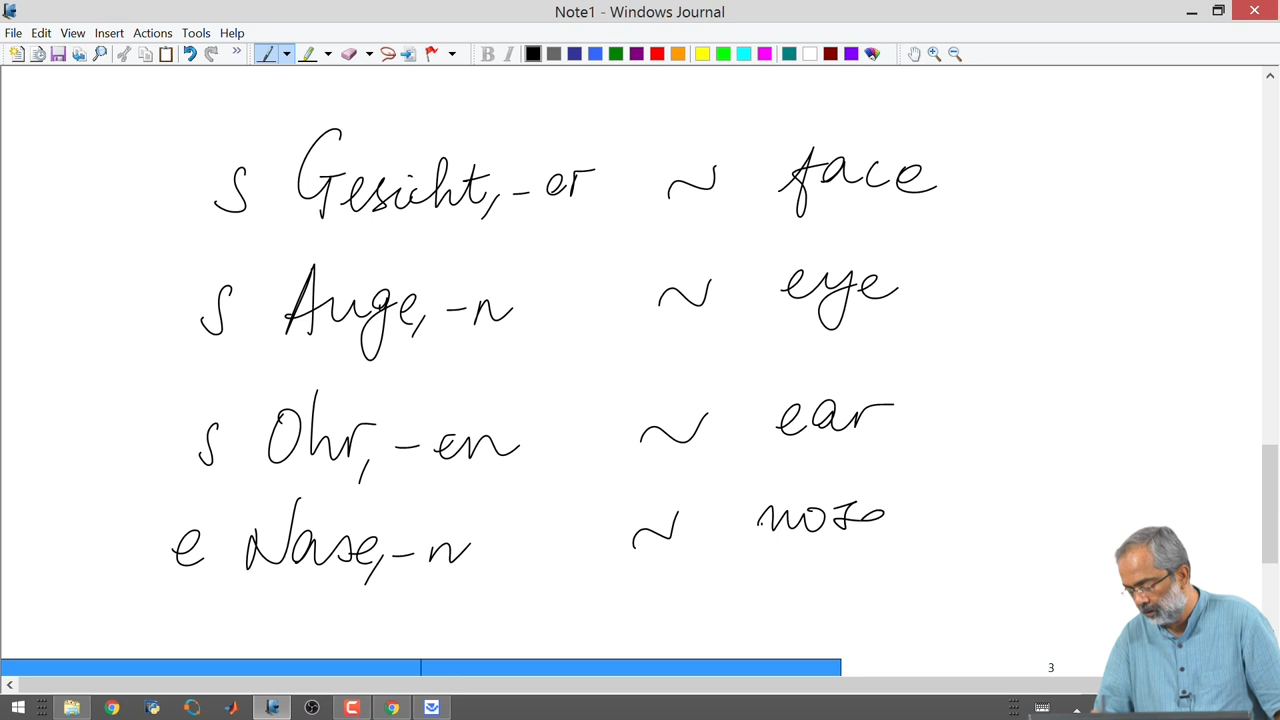 Note1 - Windows Journal
File Edit View Insert Actions Tools Help
s Gesicht, -er ~ face
s Auge, -n ~ eye
s Ohr, -en ~ ear
e Nase, -n ~ nose
3